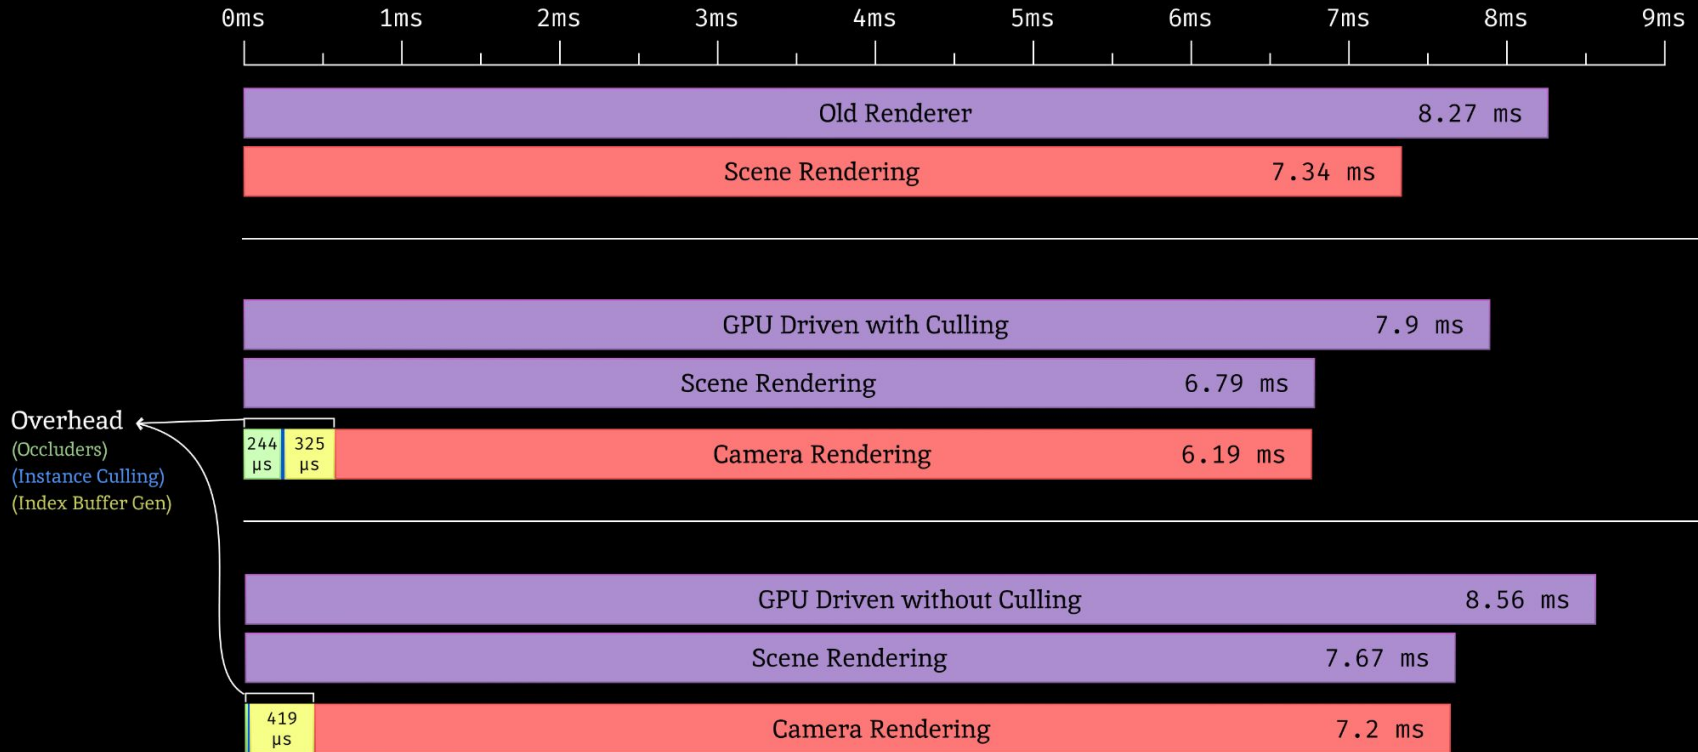 0ms 1ms 2ms 3ms 4ms 5ms 6ms 7ms 8ms 9ms
Old Renderer 8.27 ms
Scene Rendering 7.34 ms
GPU Driven with Culling 7.9 ms
Scene Rendering 6.79 ms
Overhead
(Occluders)
(Instance Culling)
(Index Buffer Gen)
244
µs
325
µs
Camera Rendering 6.19 ms
GPU Driven without Culling 8.56 ms
Scene Rendering 7.67 ms
419
µs
Camera Rendering 7.2 ms